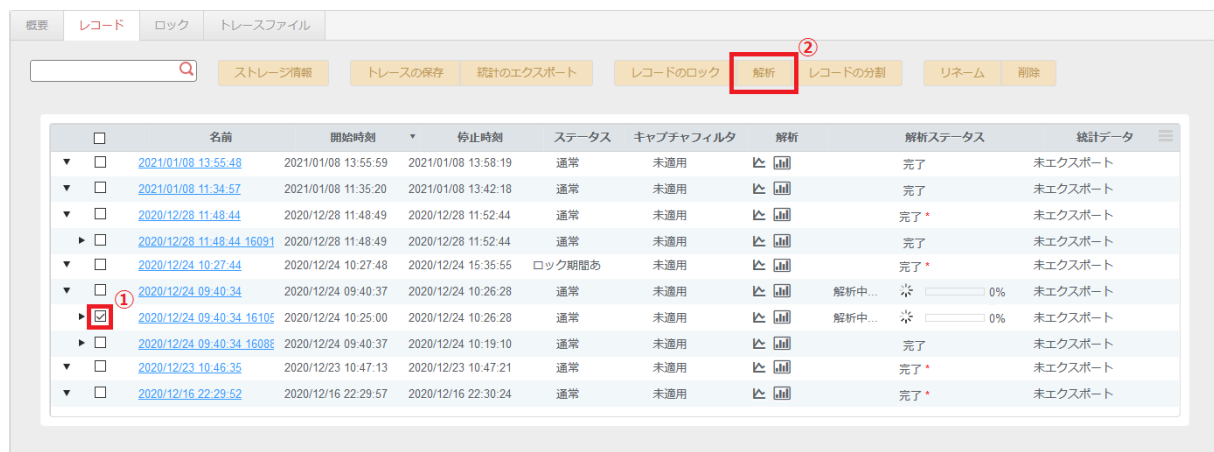 概要 レコード ロック トレースファイル
②
ストレージ情報 トレースの保存 統計のエクスポート レコードのロック 解析 レコードの分割 リネーム 削除
名前 開始時刻 停止時刻 ステータス キャプチャフィルタ 解析 解析ステータス 統計データ
2021/01/08 13:55:48 2021/01/08 13:55:59 2021/01/08 13:58:19 通常 未適用 完了 未エクスポート
2021/01/08 11:34:57 2021/01/08 11:35:20 2021/01/08 13:42:18 通常 未適用 完了 未エクスポート
2020/12/28 11:48:44 2020/12/28 11:48:49 2020/12/28 11:52:44 通常 未適用 完了 * 未エクスポート
2020/12/28 11:48:44 16091 2020/12/28 11:48:49 2020/12/28 11:52:44 通常 未適用 完了 未エクスポート
2020/12/24 10:27:44 2020/12/24 10:27:48 2020/12/24 15:35:55 ロック期間あ 未適用 完了 * 未エクスポート
2020/12/24 09:40:34 2020/12/24 09:40:37 2020/12/24 10:26:28 通常 未適用 解析中... 0% 未エクスポート
①
2020/12/24 09:40:34 16105 2020/12/24 10:25:00 2020/12/24 10:26:28 通常 未適用 解析中... 0% 未エクスポート
2020/12/24 09:40:34 16088 2020/12/24 09:40:37 2020/12/24 10:19:10 通常 未適用 完了 未エクスポート
2020/12/23 10:46:35 2020/12/23 10:47:13 2020/12/23 10:47:21 通常 未適用 完了 * 未エクスポート
2020/12/16 22:29:52 2020/12/16 22:29:57 2020/12/16 22:30:24 通常 未適用 完了 * 未エクスポート